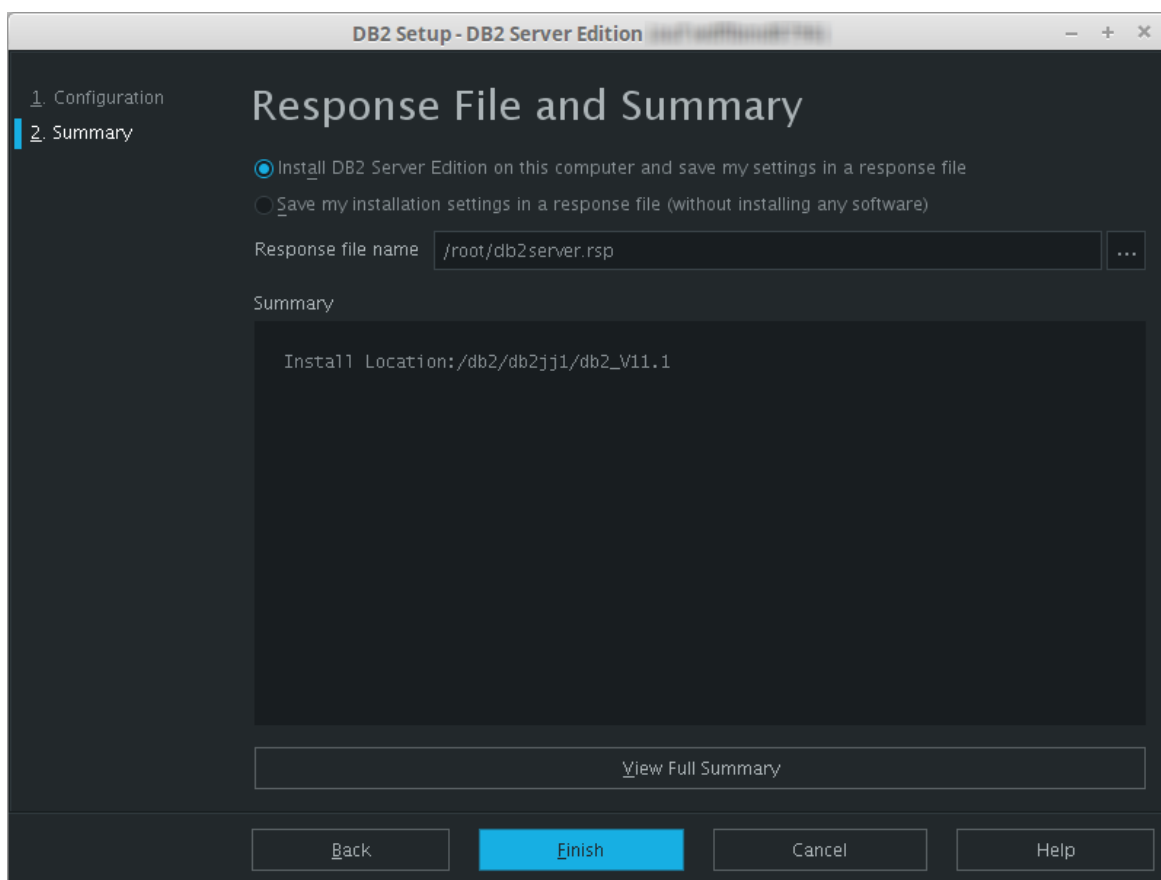 DB2 Setup - DB2 Server Edition
1. Configuration
2. Summary
Response File and Summary
Install DB2 Server Edition on this computer and save my settings in a response file
Save my installation settings in a response file (without installing any software)
Response file name /root/db2server.rsp ...
Summary
Install Location:/db2/db2jj1/db2_V11.1
View Full Summary
Back Finish Cancel Help